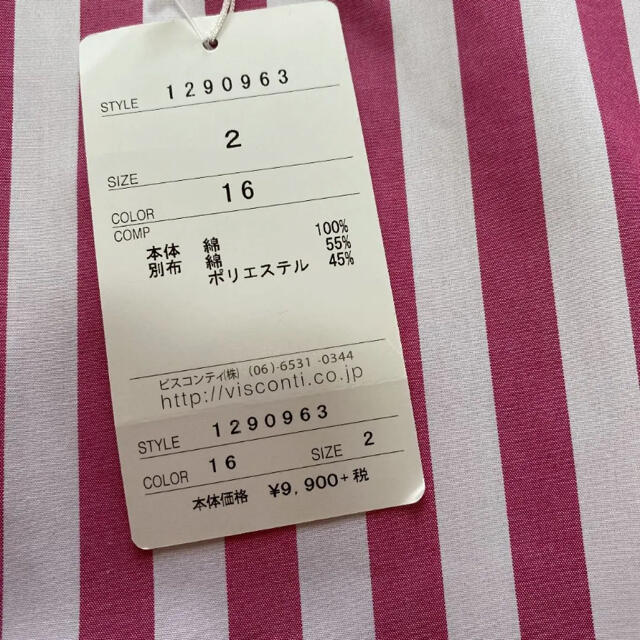 STYLE 1290963
2
SIZE
16
COLOR
COMP
本体 綿 100%
別布 綿 55%
ポリエステル 45%
ビスコンティ(株) (06)-6531-0344
http://visconti.co.jp
STYLE 1290963
COLOR 16 SIZE 2
本体価格 ¥9,900+税